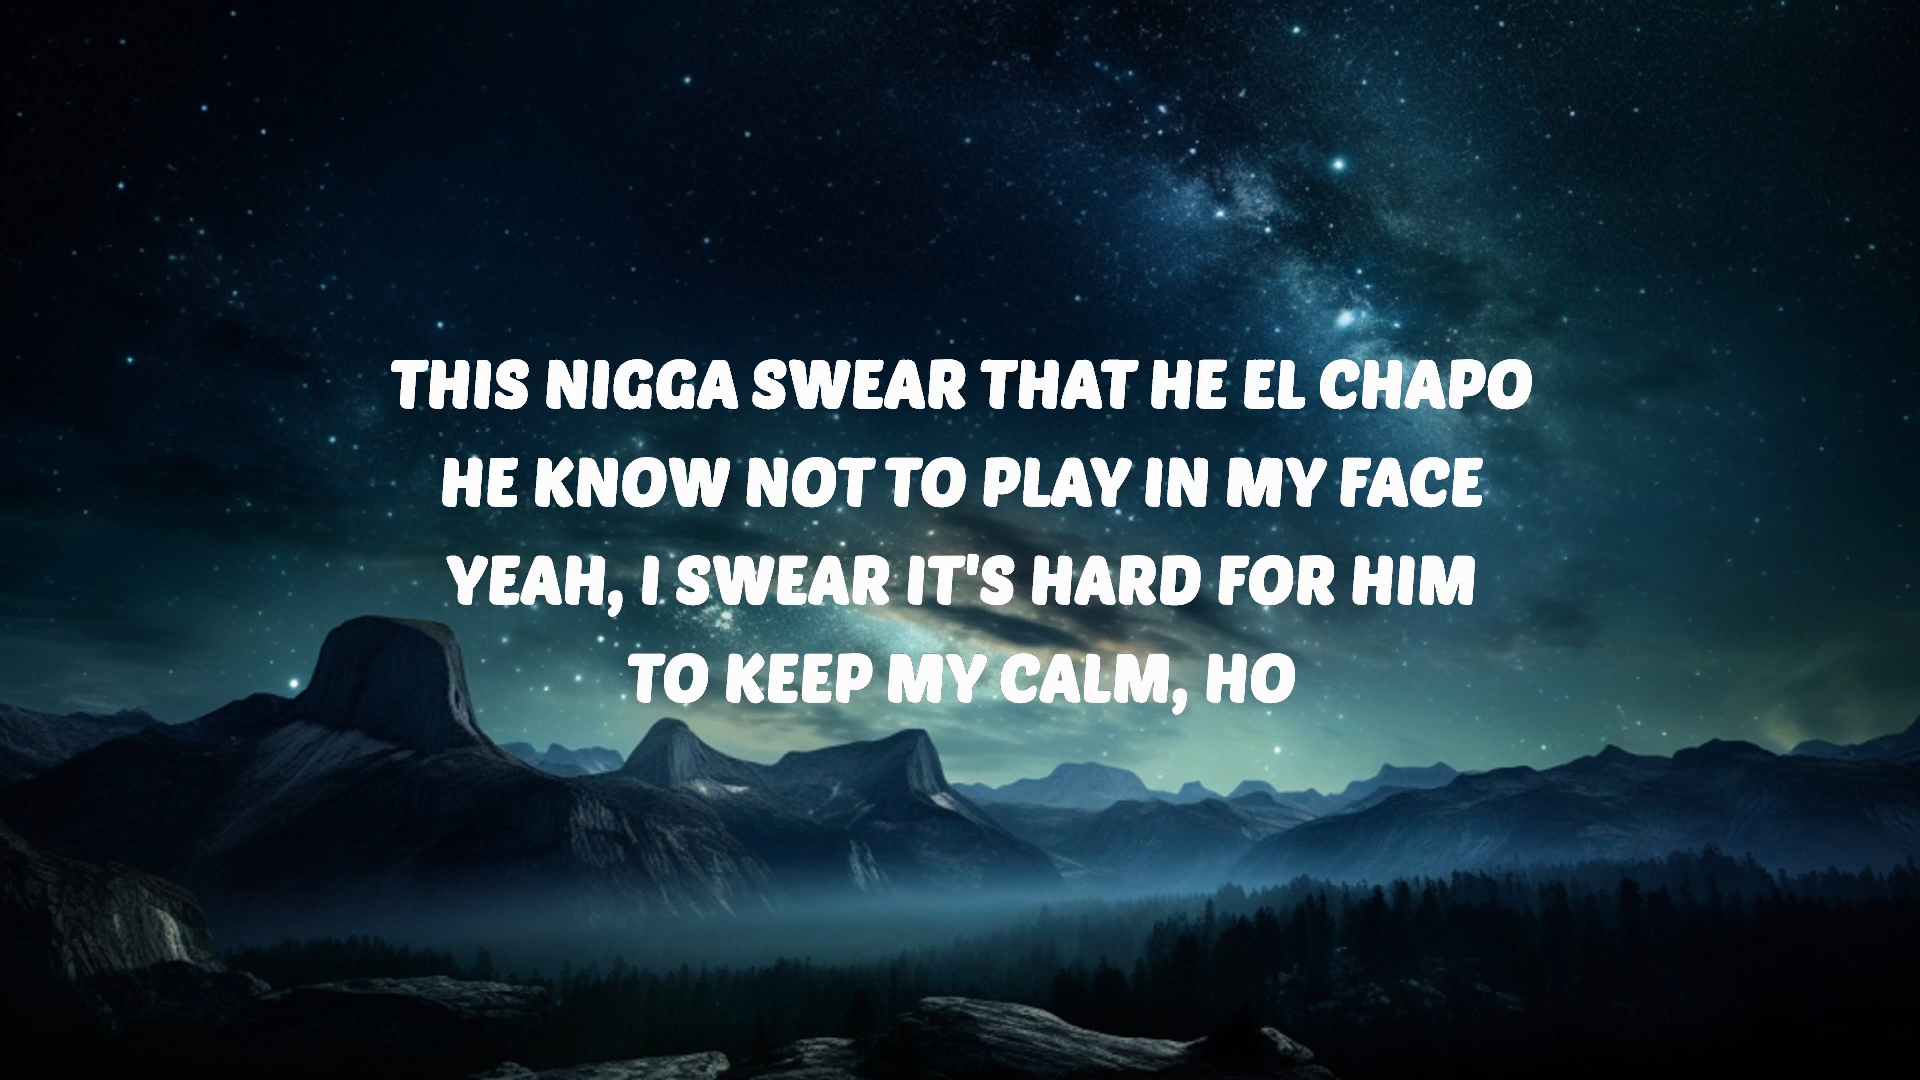 THIS NIGGA SWEAR THAT HE EL CHAPO
HE KNOW NOT TO PLAY IN MY FACE
YEAH, I SWEAR IT'S HARD FOR HIM
TO KEEP MY CALM, HO